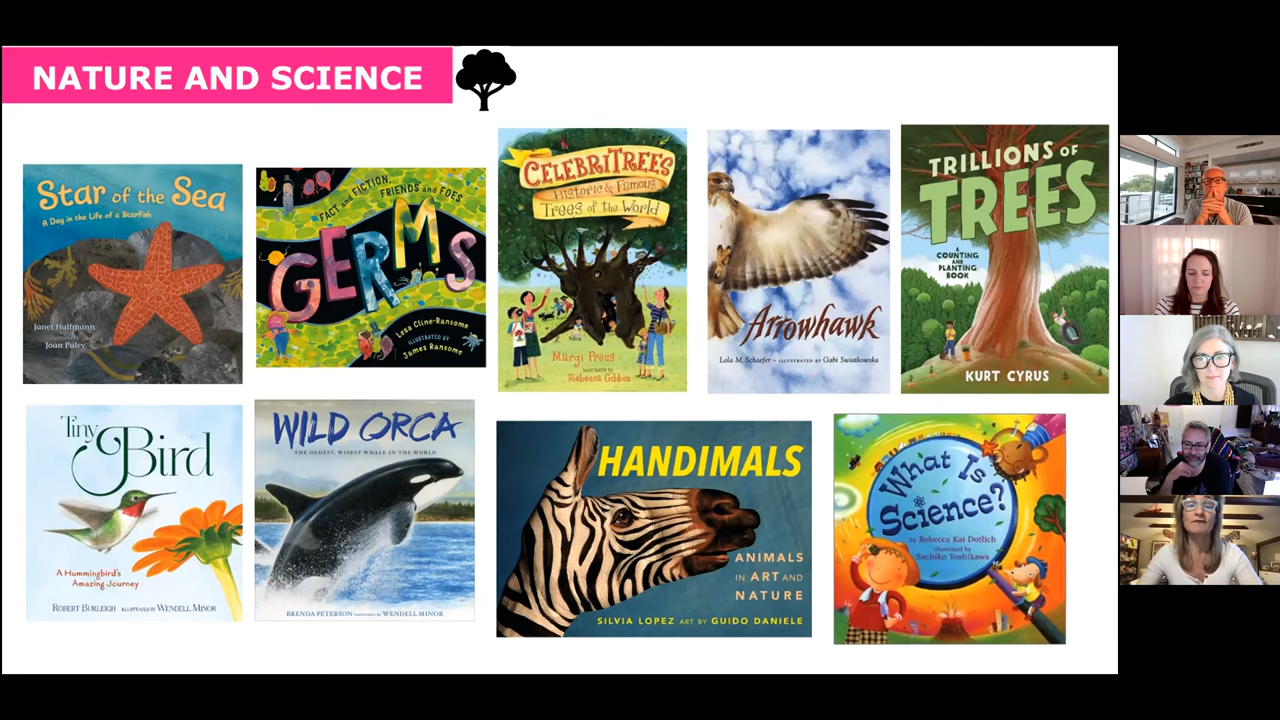 NATURE AND SCIENCE
Star of the Sea
A Day in the Life of a Starfish
Janet Halfmann
Joan Paley
FACT and FICTION,
FRIENDS and FOES
GERMS
Lesa Cline-Ransome
ILLUSTRATED BY
James Ransome
CELEBRITREES
Historic & Famous
Trees of the World
Margi Preus
ILLUSTRATED BY
Rebecca Gibbon
Arrowhawk
Lola M. Schaefer • ILLUSTRATED BY Gabi Swiatkowska
TRILLIONS OF
TREES
A
COUNTING
AND
PLANTING
BOOK
KURT CYRUS
Tiny
Bird
A Hummingbird's
Amazing Journey
ROBERT BURLEIGH ILLUSTRATED BY WENDELL MINOR
WILD ORCA
THE OLDEST, WISEST WHALE IN THE WORLD
BRENDA PETERSON PAINTINGS BY WENDELL MINOR
HANDIMALS
ANIMALS
IN ART AND
NATURE
SILVIA LOPEZ ART BY GUIDO DANIELE
What Is
Science?
by Rebecca Kai Dotlich
illustrated by
Sachiko Yoshikawa